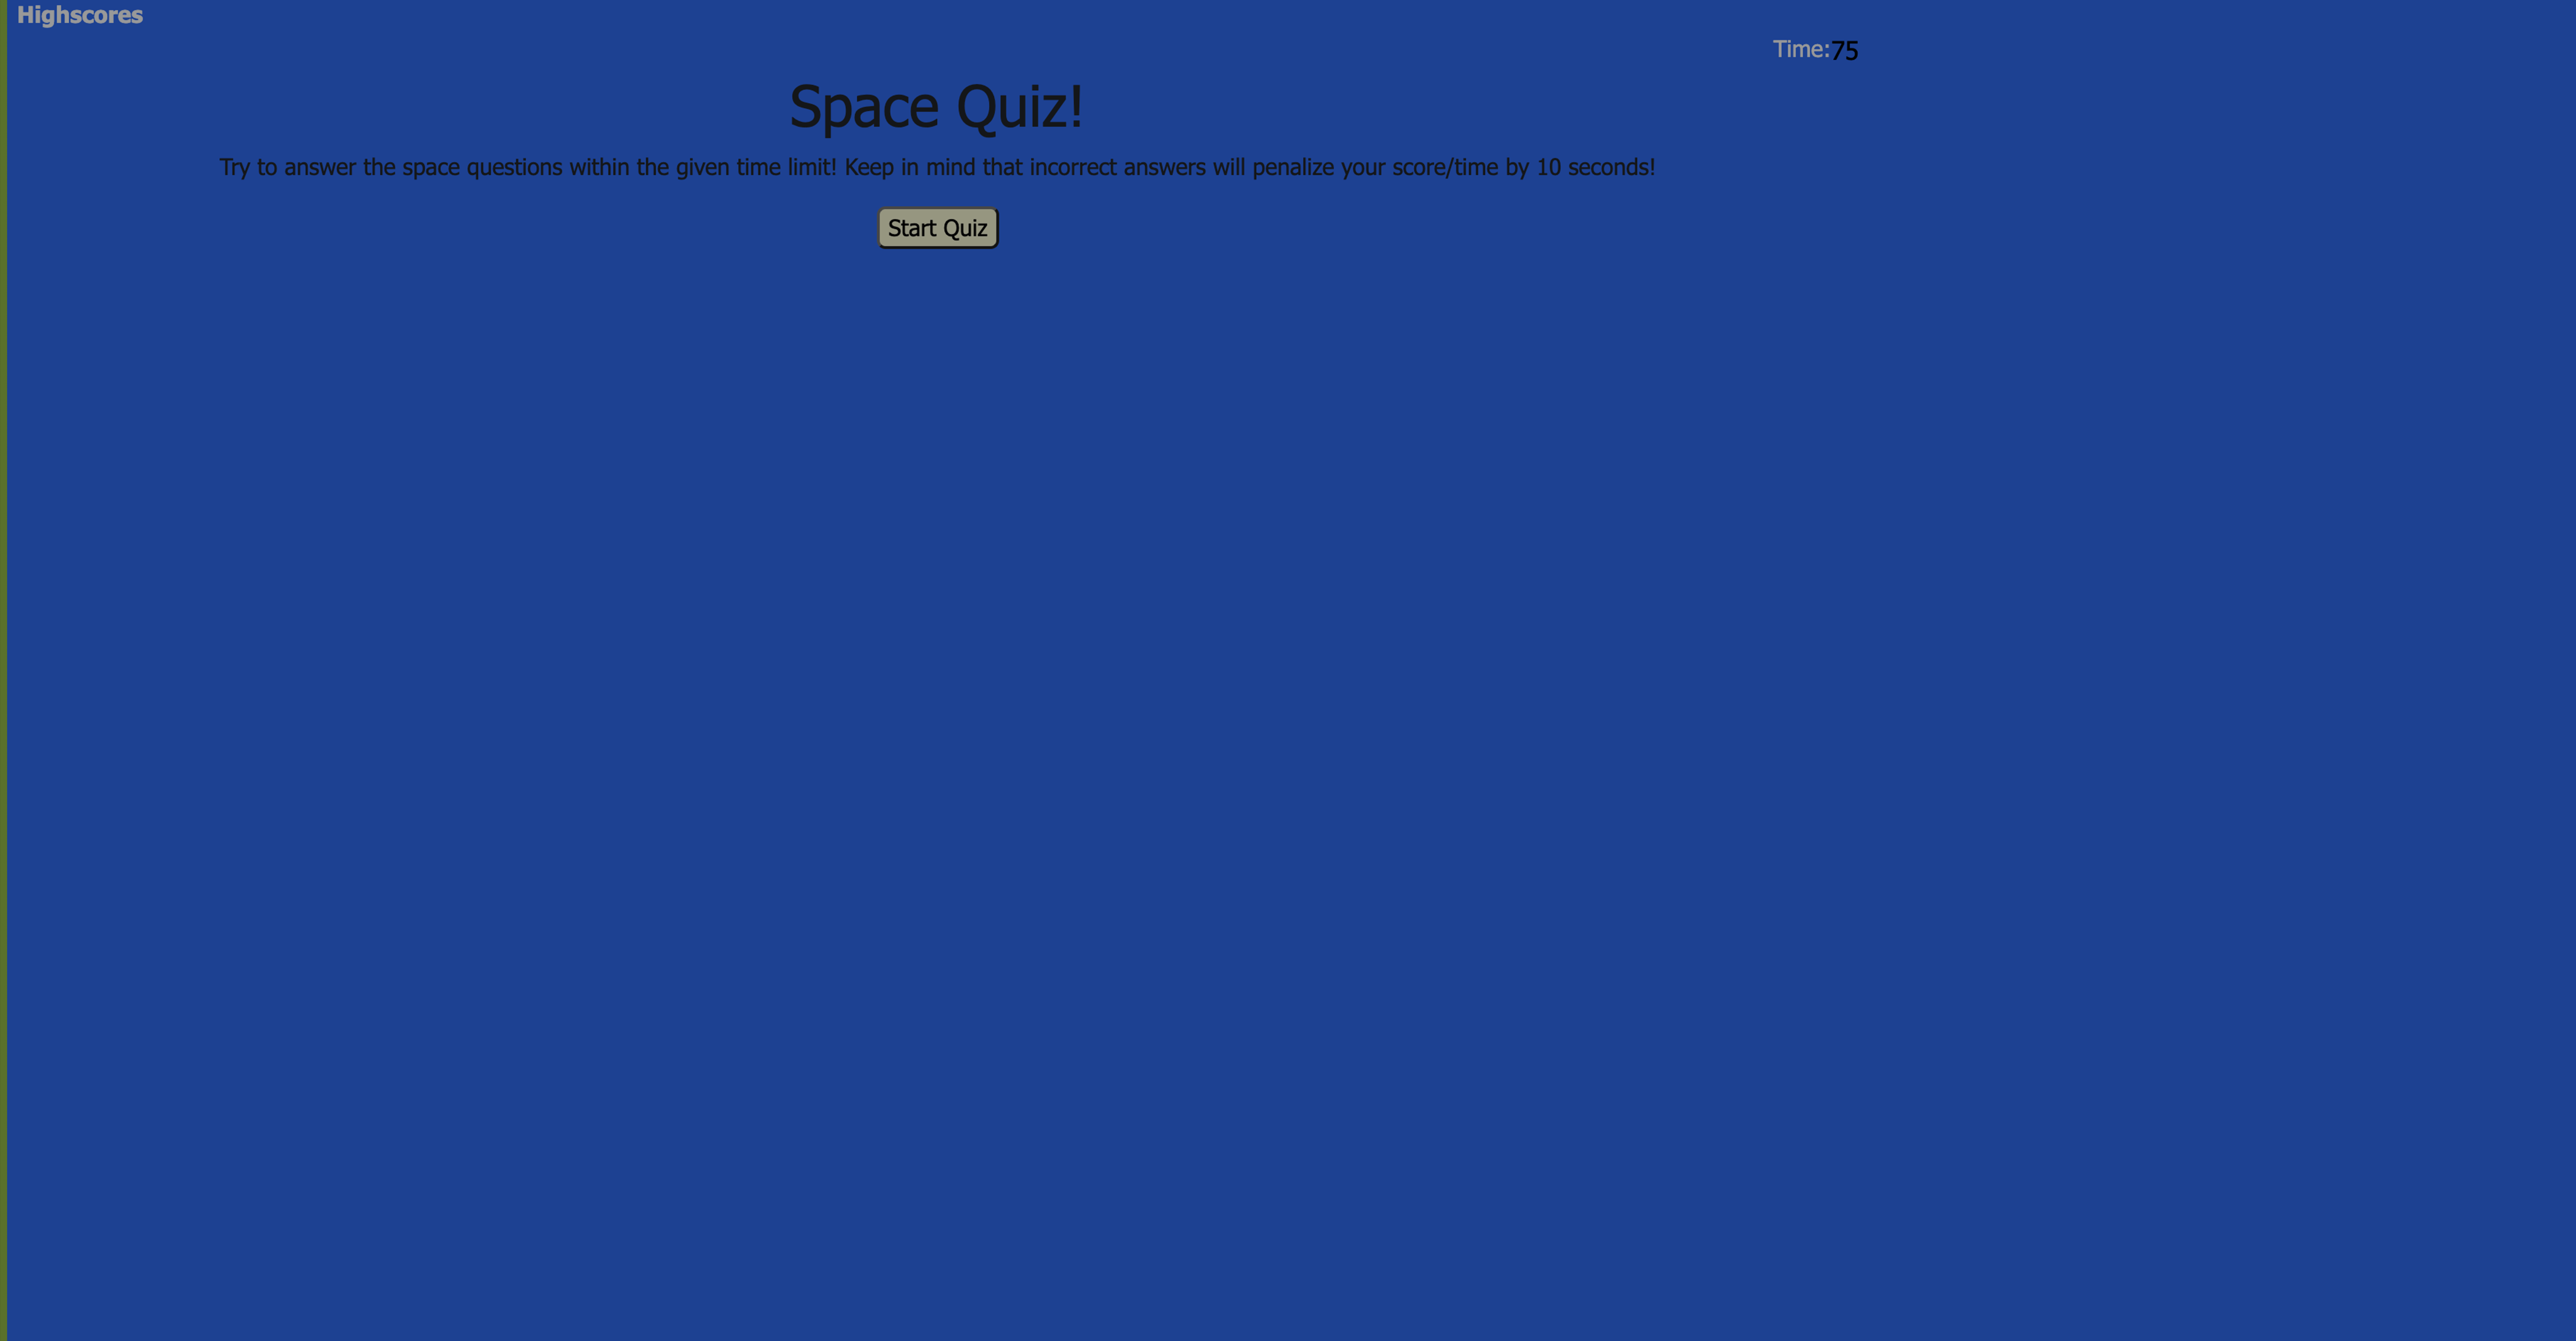 Highscores
Time:75
Space Quiz!
Try to answer the space questions within the given time limit! Keep in mind that incorrect answers will penalize your score/time by 10 seconds!
Start Quiz